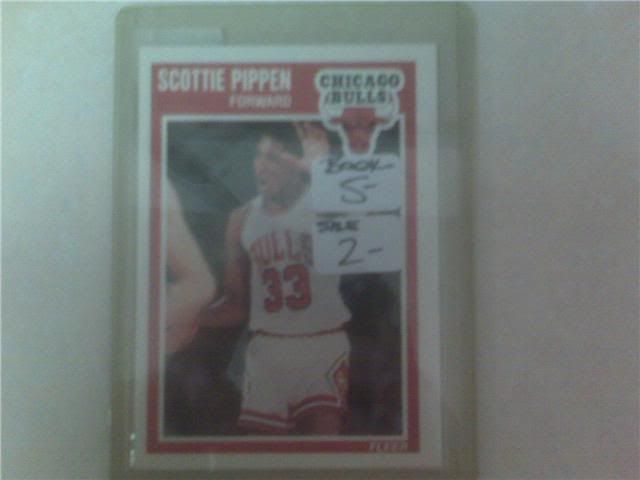 SCOTTIE PIPPEN
FORWARD
CHICAGO
BULLS
BOOK
5-
SALE
2-
BULLS
33
FLEER